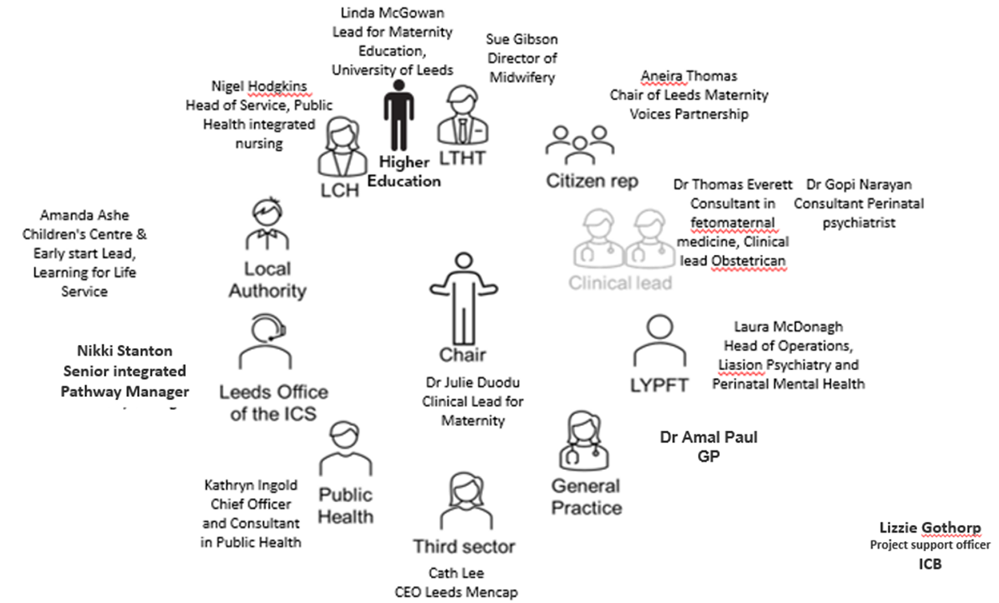 Linda McGowan
Lead for Maternity
Education,
University of Leeds
Sue Gibson
Director of
Midwifery
Aneira Thomas
Chair of Leeds Maternity
Voices Partnership
Nigel Hodgkins
Head of Service, Public
Health integrated
nursing
LCH
Higher
Education
LTHT
Citizen rep
Dr Thomas Everett
Consultant in
fetomaternal
medicine, Clinical
lead Obstetrican
Dr Gopi Narayan
Consultant Perinatal
psychiatrist
Clinical lead
Amanda Ashe
Children's Centre &
Early start Lead,
Learning for Life
Service
Local
Authority
Chair
Dr Julie Duodu
Clinical Lead for
Maternity
Laura McDonagh
Head of Operations,
Liasion Psychiatry and
Perinatal Mental Health
LYPFT
Nikki Stanton
Senior integrated
Pathway Manager
Leeds Office
of the ICS
Dr Amal Paul
GP
General
Practice
Kathryn Ingold
Chief Officer
and Consultant
in Public Health
Public
Health
Third sector
Cath Lee
CEO Leeds Mencap
Lizzie Gothorp
Project support officer
ICB